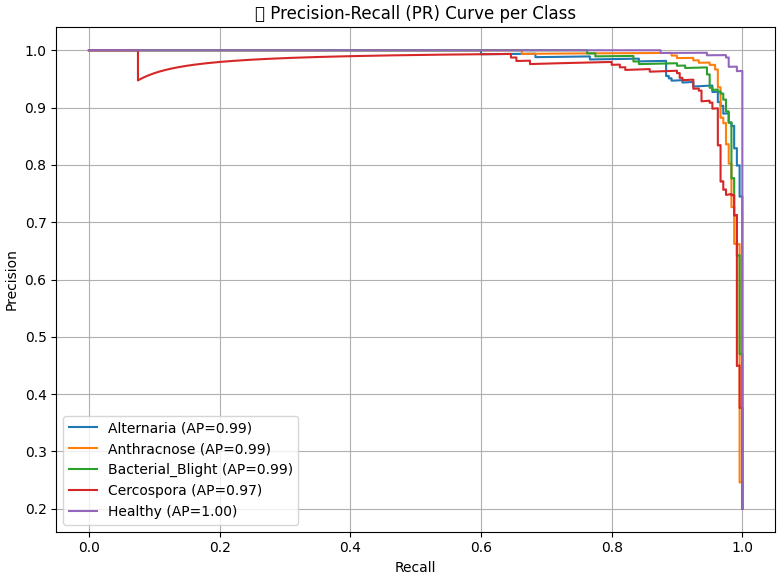 Precision-Recall (PR) Curve per Class
1.0
0.9
0.8
0.7
0.6
0.5
0.4
0.3
0.2
Precision
Alternaria (AP=0.99)
Anthracnose (AP=0.99)
Bacterial_Blight (AP=0.99)
Cercospora (AP=0.97)
Healthy (AP=1.00)
0.0 0.2 0.4 0.6 0.8 1.0
Recall